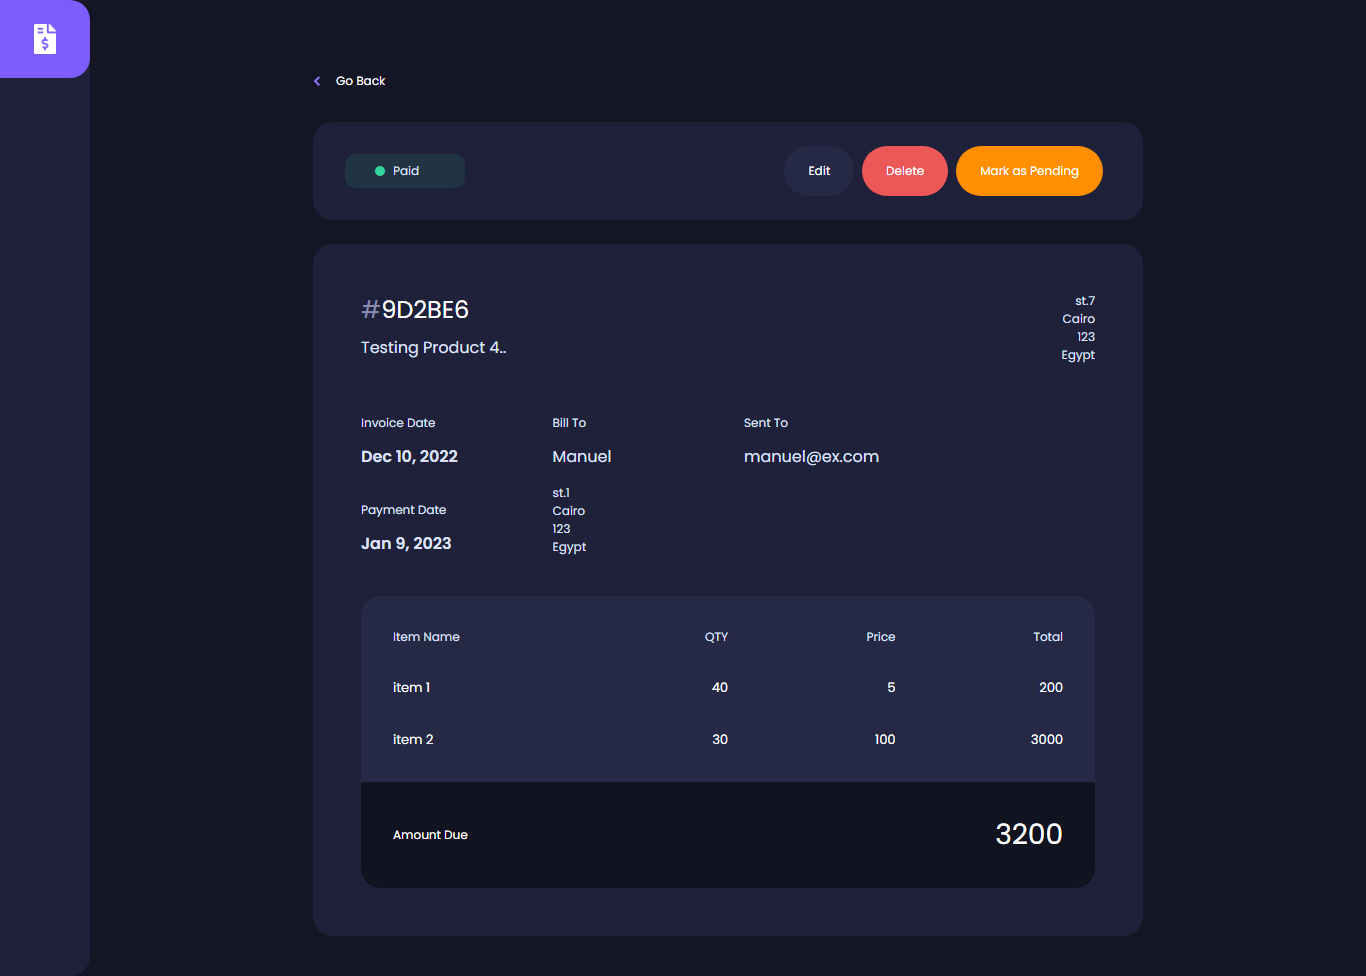 Go Back
Paid
Edit
Delete
Mark as Pending
#9D2BE6
Testing Product 4..
st.7
Cairo
123
Egypt
Invoice Date
Dec 10, 2022
Payment Date
Jan 9, 2023
Bill To
Manuel
st.1
Cairo
123
Egypt
Sent To
manuel@ex.com
Item Name QTY Price Total
item 1 40 5 200
item 2 30 100 3000
Amount Due 3200